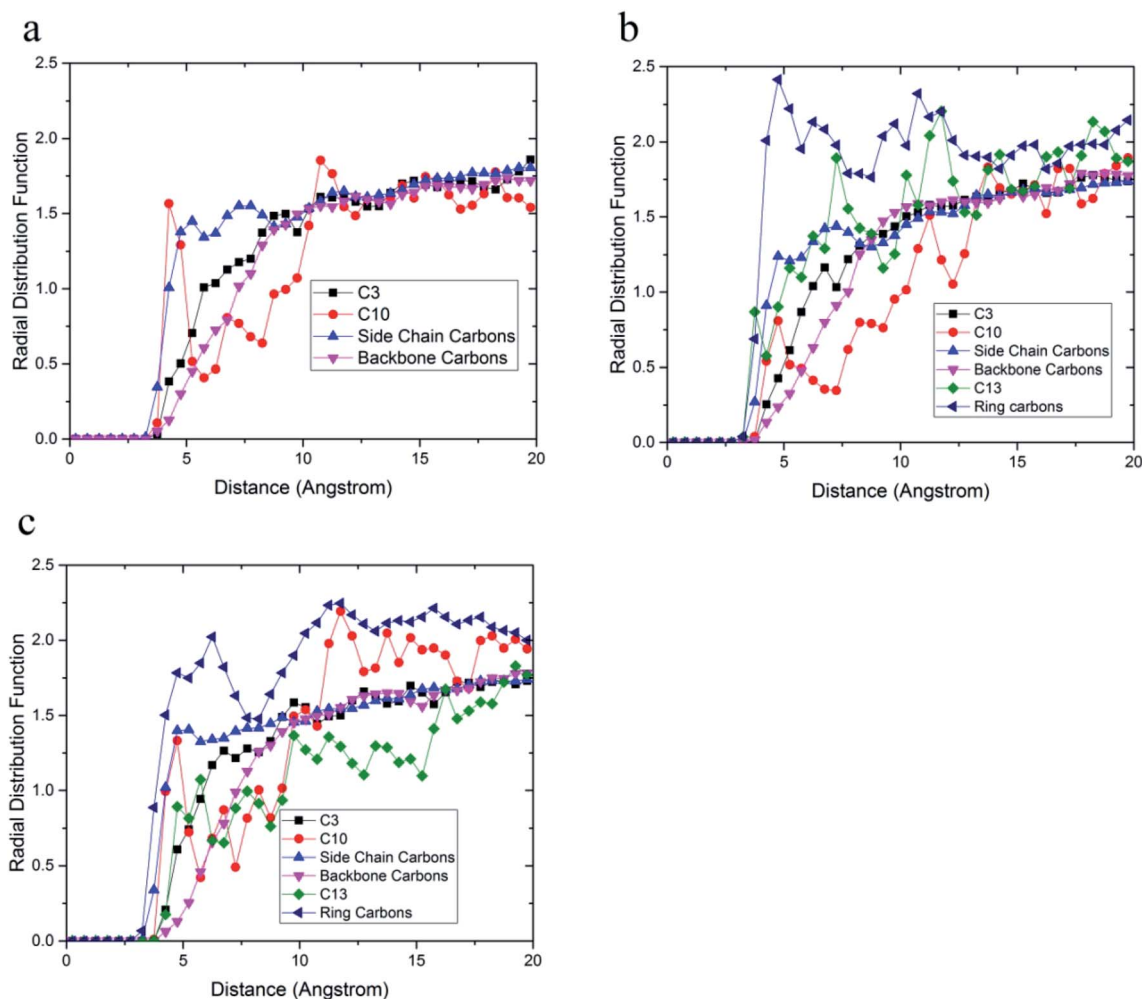 a
2.5
2.0
1.5
1.0
0.5
0.0
Radial Distribution Function
0
5
10
15
20
Distance (Angstrom)
C3
C10
Side Chain Carbons
Backbone Carbons
b
2.5
2.0
1.5
1.0
0.5
0.0
Radial Distribution Function
0
5
10
15
20
Distance (Angstrom)
C3
C10
Side Chain Carbons
Backbone Carbons
C13
Ring carbons
c
2.5
2.0
1.5
1.0
0.5
0.0
Radial Distribution Function
0
5
10
15
20
Distance (Angstrom)
C3
C10
Side Chain Carbons
Backbone Carbons
C13
Ring Carbons